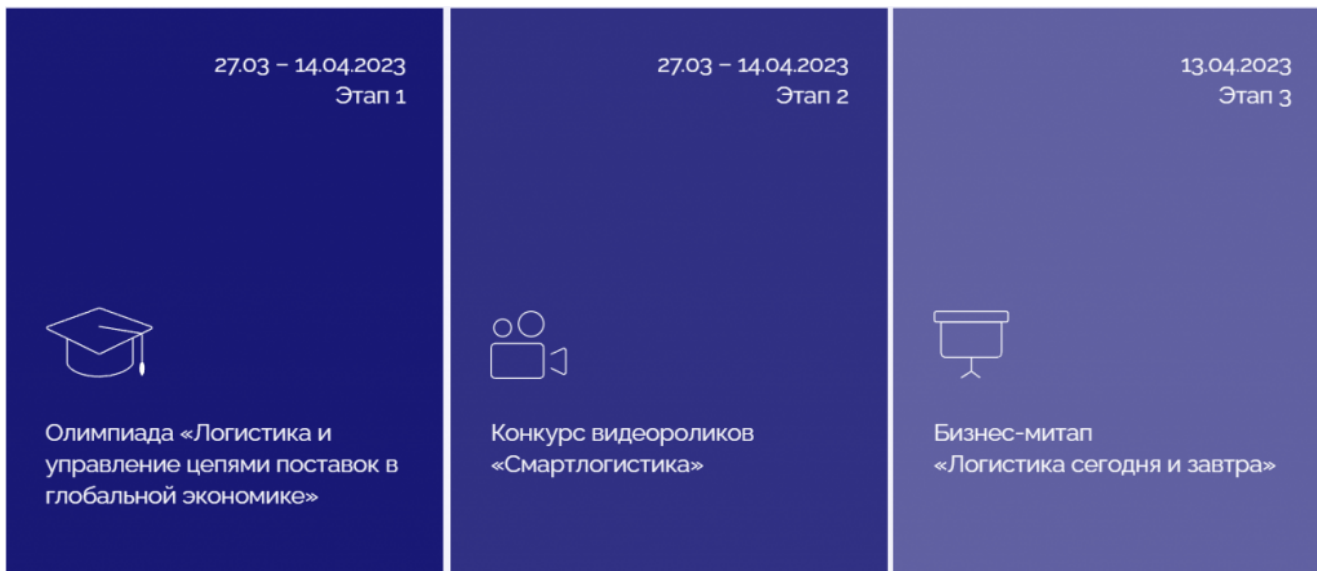 27.03 – 14.04.2023
Этап 1
Олимпиада «Логистика и
управление цепями поставок в
глобальной экономике»
27.03 – 14.04.2023
Этап 2
Конкурс видеороликов
«Смартлогистика»
13.04.2023
Этап 3
Бизнес-митап
«Логистика сегодня и завтра»